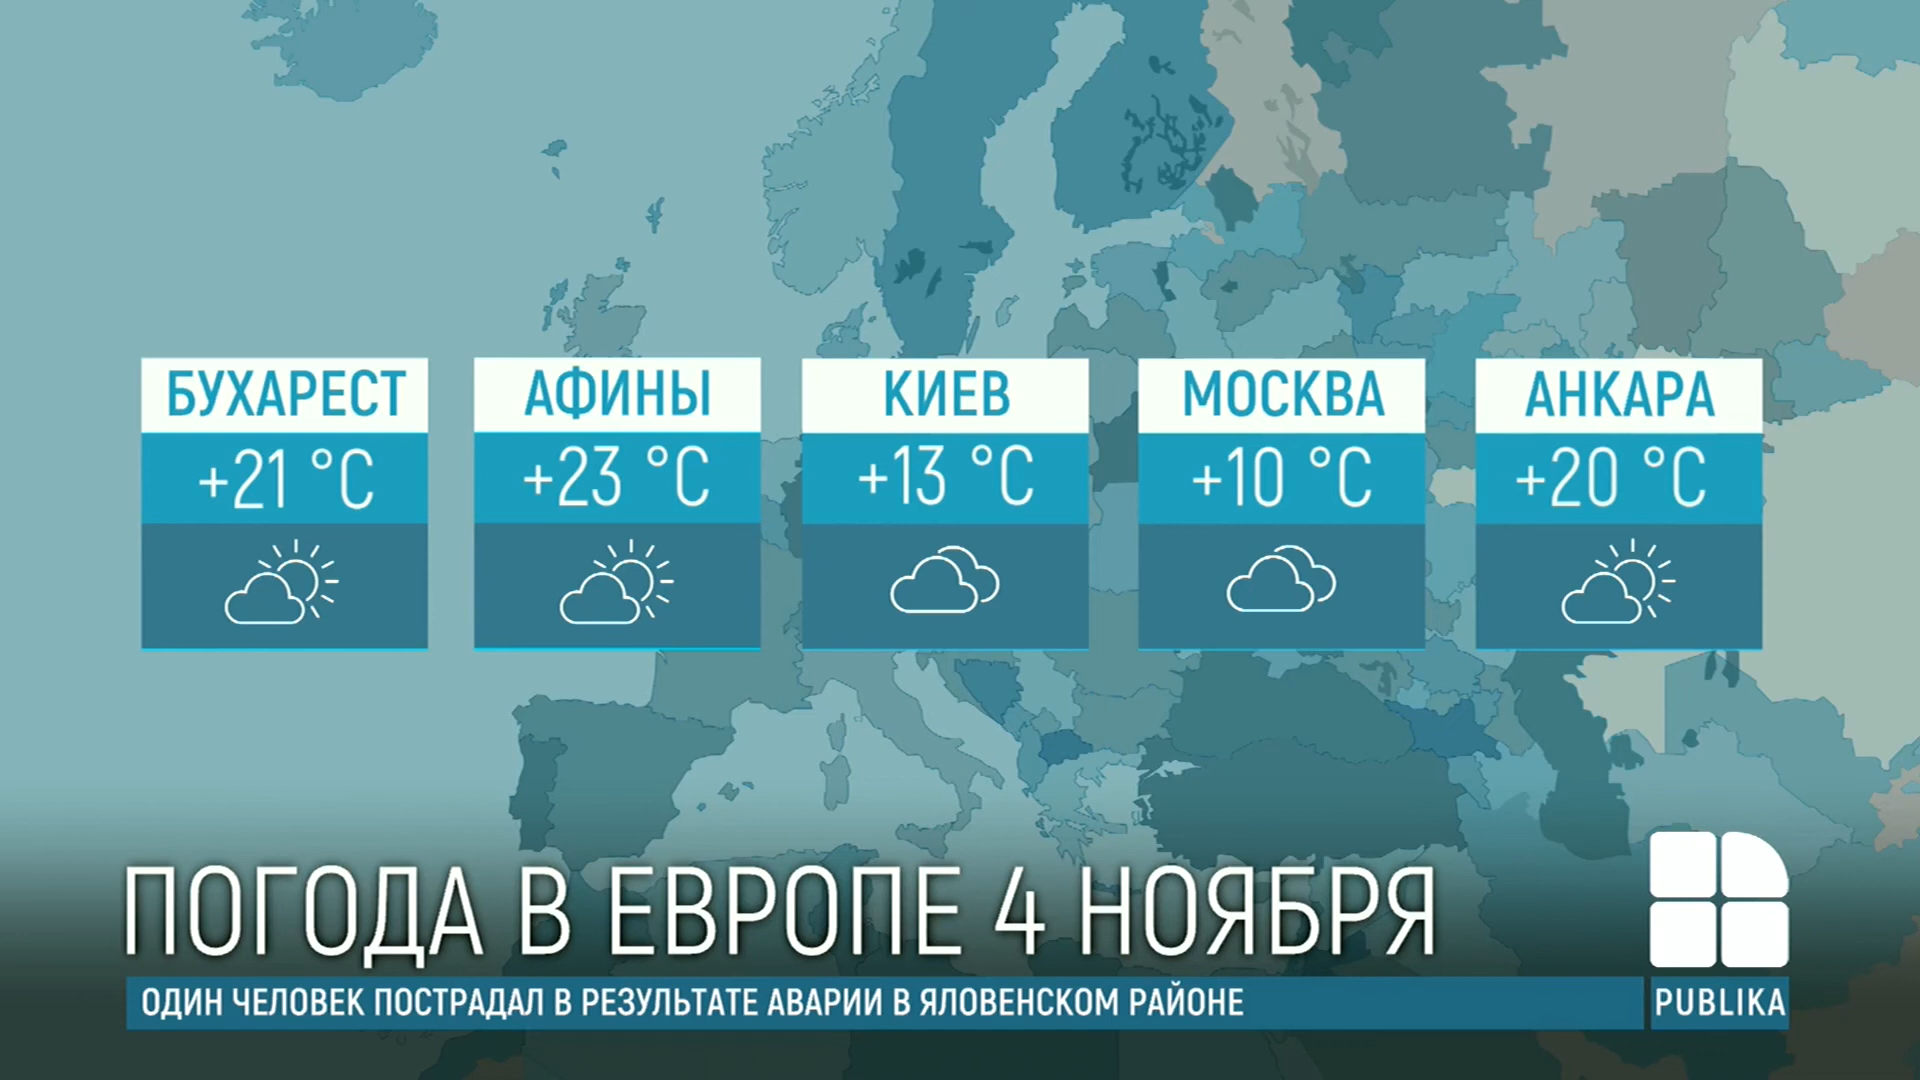 БУХАРЕСТ
+21 °C
АФИНЫ
+23 °C
КИЕВ
+13 °C
МОСКВА
+10 °C
АНКАРА
+20 °C
ПОГОДА В ЕВРОПЕ 4 НОЯБРЯ
ОДИН ЧЕЛОВЕК ПОСТРАДАЛ В РЕЗУЛЬТАТЕ АВАРИИ В ЯЛОВЕНСКОМ РАЙОНЕ
PUBLIKA